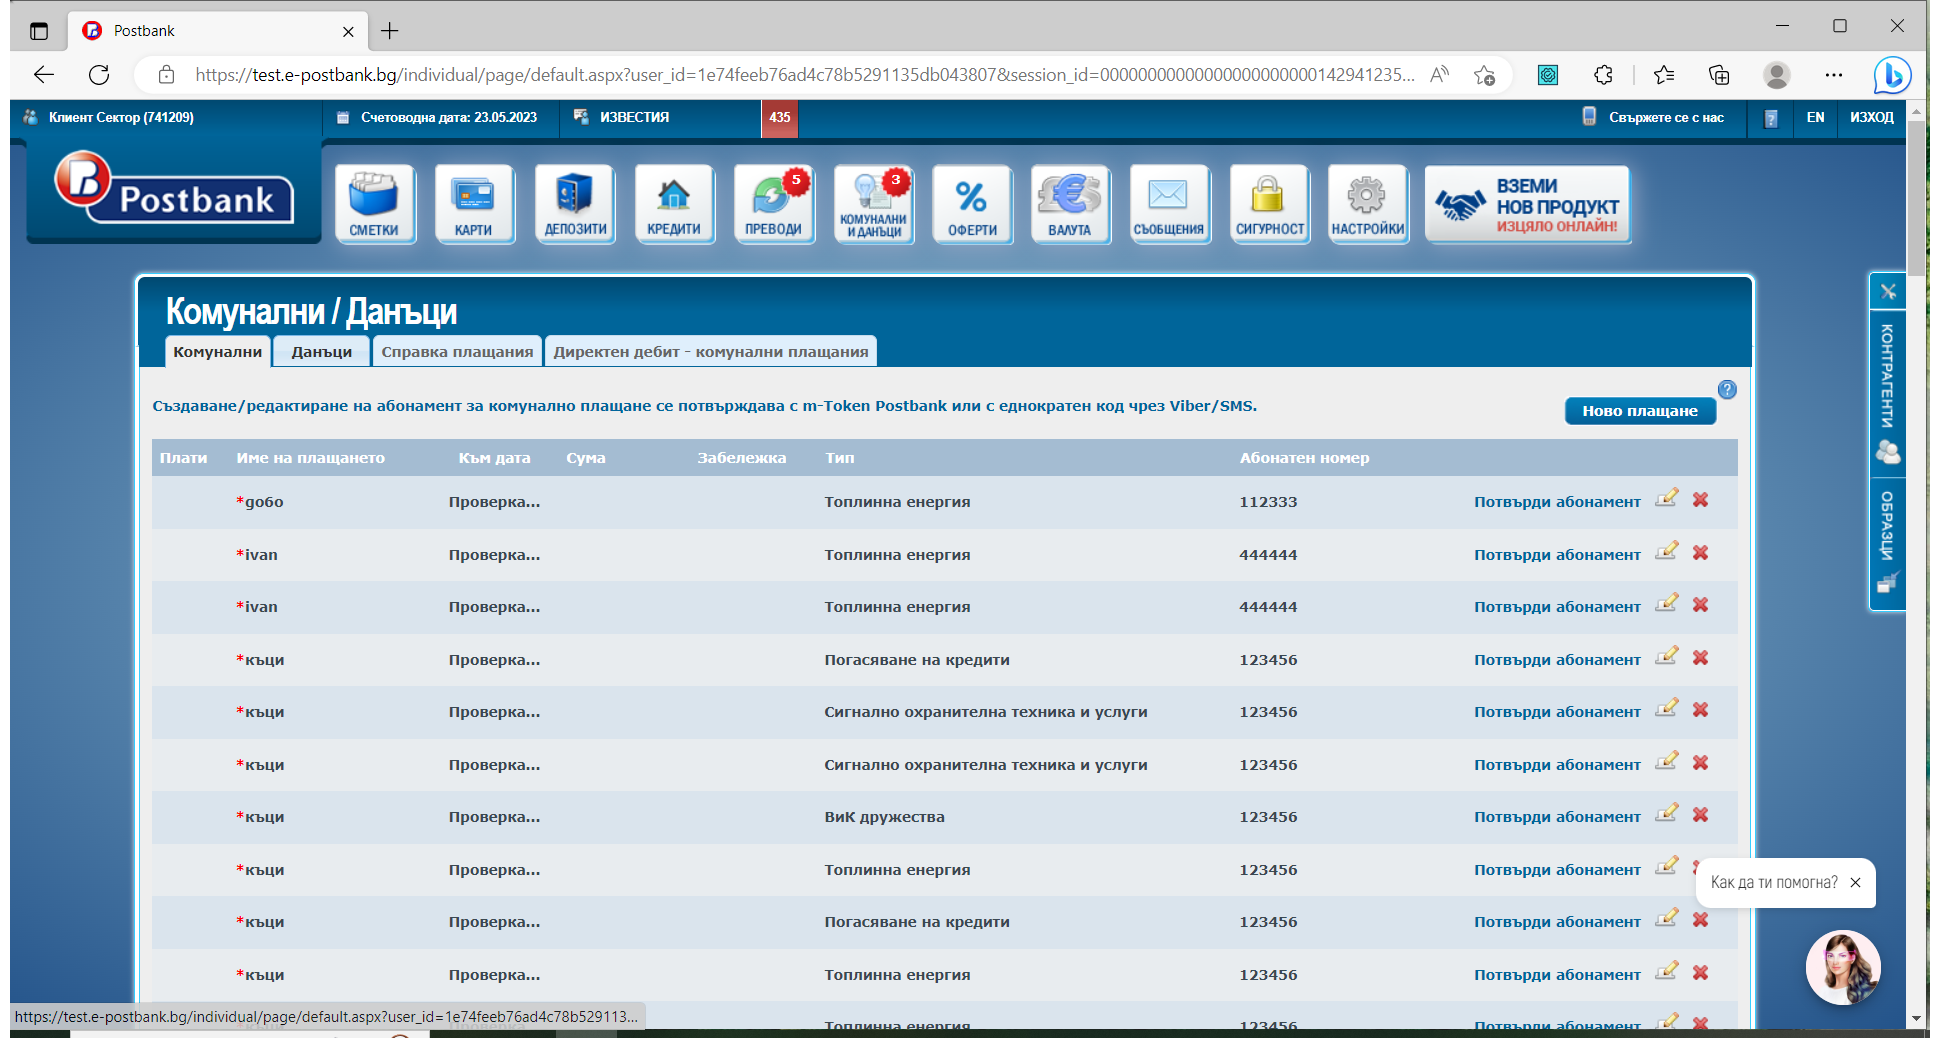 Postbank
https://test.e-postbank.bg/individual/page/default.aspx?user_id=1e74feeb76ad4c78b5291135db043807&session_id=0000000000000000000000142941235...
Клиент Сектор (741209)
Счетоводна дата: 23.05.2023
ИЗВЕСТИЯ
435
Свържете се с нас
EN
ИЗХОД
Postbank
СМЕТКИ
КАРТИ
ДЕПОЗИТИ
КРЕДИТИ
5
ПРЕВОДИ
3
КОМУНАЛНИ
И ДАНЪЦИ
ОФЕРТИ
ВАЛУТА
СЪОБЩЕНИЯ
СИГУРНОСТ
НАСТРОЙКИ
ВЗЕМИ
НОВ ПРОДУКТ
ИЗЦЯЛО ОНЛАЙН!
Комунални / Данъци
Комунални Данъци Справка плащания Директен дебит - комунални плащания
Създаване/редактиране на абонамент за комунално плащане се потвърждава с m-Token Postbank или с еднократен код чрез Viber/SMS.
Ново плащане
Плати Име на плащането Към дата Сума Забележка Тип Абонатен номер
*go6o Проверка... Топлинна енергия 112333 Потвърди абонамент
*ivan Проверка... Топлинна енергия 444444 Потвърди абонамент
*ivan Проверка... Топлинна енергия 444444 Потвърди абонамент
*къци Проверка... Погасяване на кредити 123456 Потвърди абонамент
*къци Проверка... Сигнално охранителна техника и услуги 123456 Потвърди абонамент
*къци Проверка... Сигнално охранителна техника и услуги 123456 Потвърди абонамент
*къци Проверка... ВиК дружества 123456 Потвърди абонамент
*къци Проверка... Топлинна енергия 123456 Потвърди абонамент
*къци Проверка... Погасяване на кредити 123456 Потвърди абонамент
*къци Проверка... Топлинна енергия 123456 Потвърди абонамент
Топлинна енергия 123456 Потвърди абонамент
КОНТРАГЕНТИ
ОБРАЗЦИ
Как да ти помогна?
https://test.e-postbank.bg/individual/page/default.aspx?user_id=1e74feeb76ad4c78b529113...